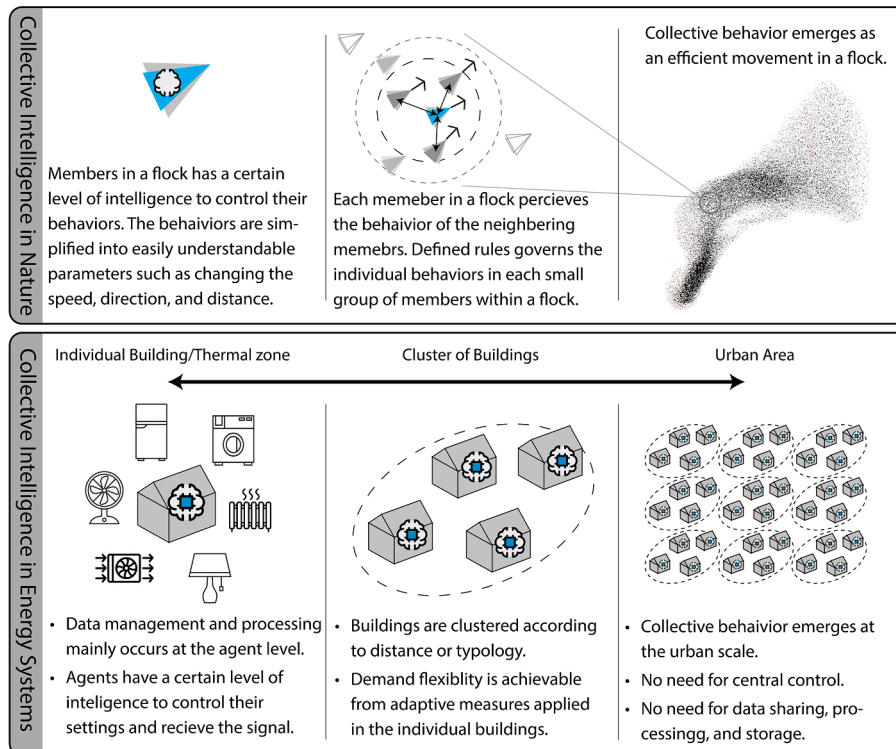 Collective Intelligence in Nature
Members in a flock has a certain
level of intelligence to control their
behaviors. The behaiviors are sim-
plified into easily understandable
parameters such as changing the
speed, direction, and distance.
Each memeber in a flock percieves
the behaivior of the neighbering
memebrs. Defined rules governs the
individual behaviors in each small
group of members within a flock.
Collective behavior emerges as
an efficient movement in a flock.
Collective Intelligence in Energy Systems
Individual Building/Thermal zone
Cluster of Buildings
Urban Area
• Data management and processing
mainly occurs at the agent level.
• Agents have a certain level of
inteligence to control their
settings and recieve the signal.
• Buildings are clustered according
to distance or typology.
• Demand flexiblity is achievable
from adaptive measures applied
in the individual buildings.
• Collective behaivior emerges at
the urban scale.
• No need for central control.
• No need for data sharing, pro-
processingg, and storage.